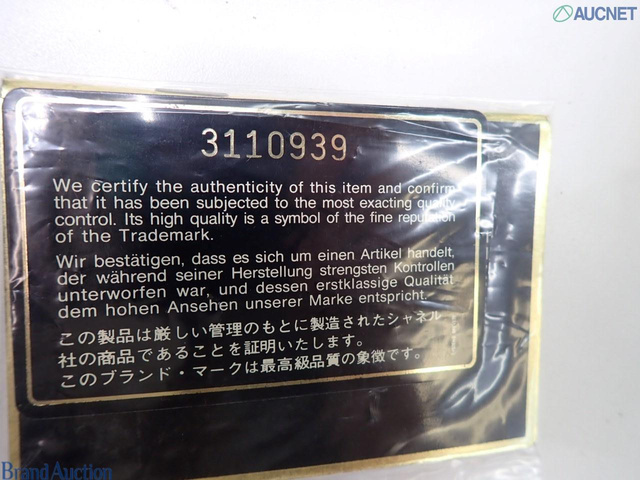 AUCNET
3110939
We certify the authenticity of this item and confirm
that it has been subjected to the most exacting quality
control. Its high quality is a symbol of the fine reputation
of the Trademark.
Wir bestätigen, dass es sich um einen Artikel handelt,
der während seiner Herstellung strengsten Kontrollen
unterworfen war, und dessen erstklassige Qualität
dem hohen Ansehen unserer Marke entspricht.
この製品は厳しい管理のもとに製造されたシャネル
社の商品であることを証明いたします。
このブランド・マークは最高級品質の象徴です。
Brand Auction